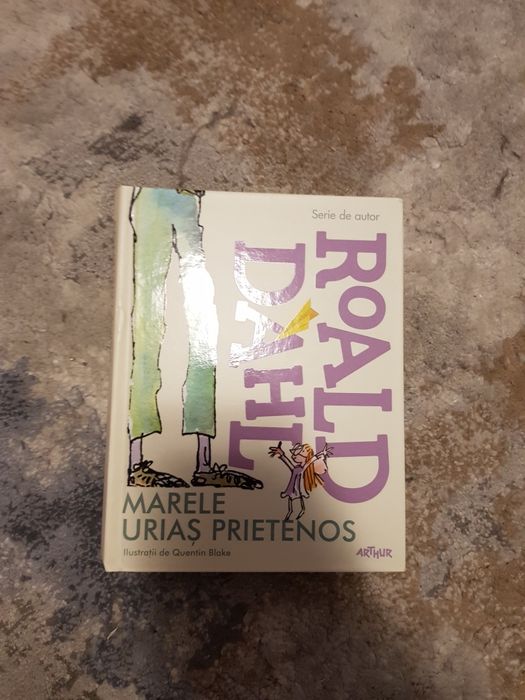 Serie de autor
ROALD
DAHL
MARELE
URIAȘ PRIETENOS
Ilustrații de Quentin Blake
ARTHUR